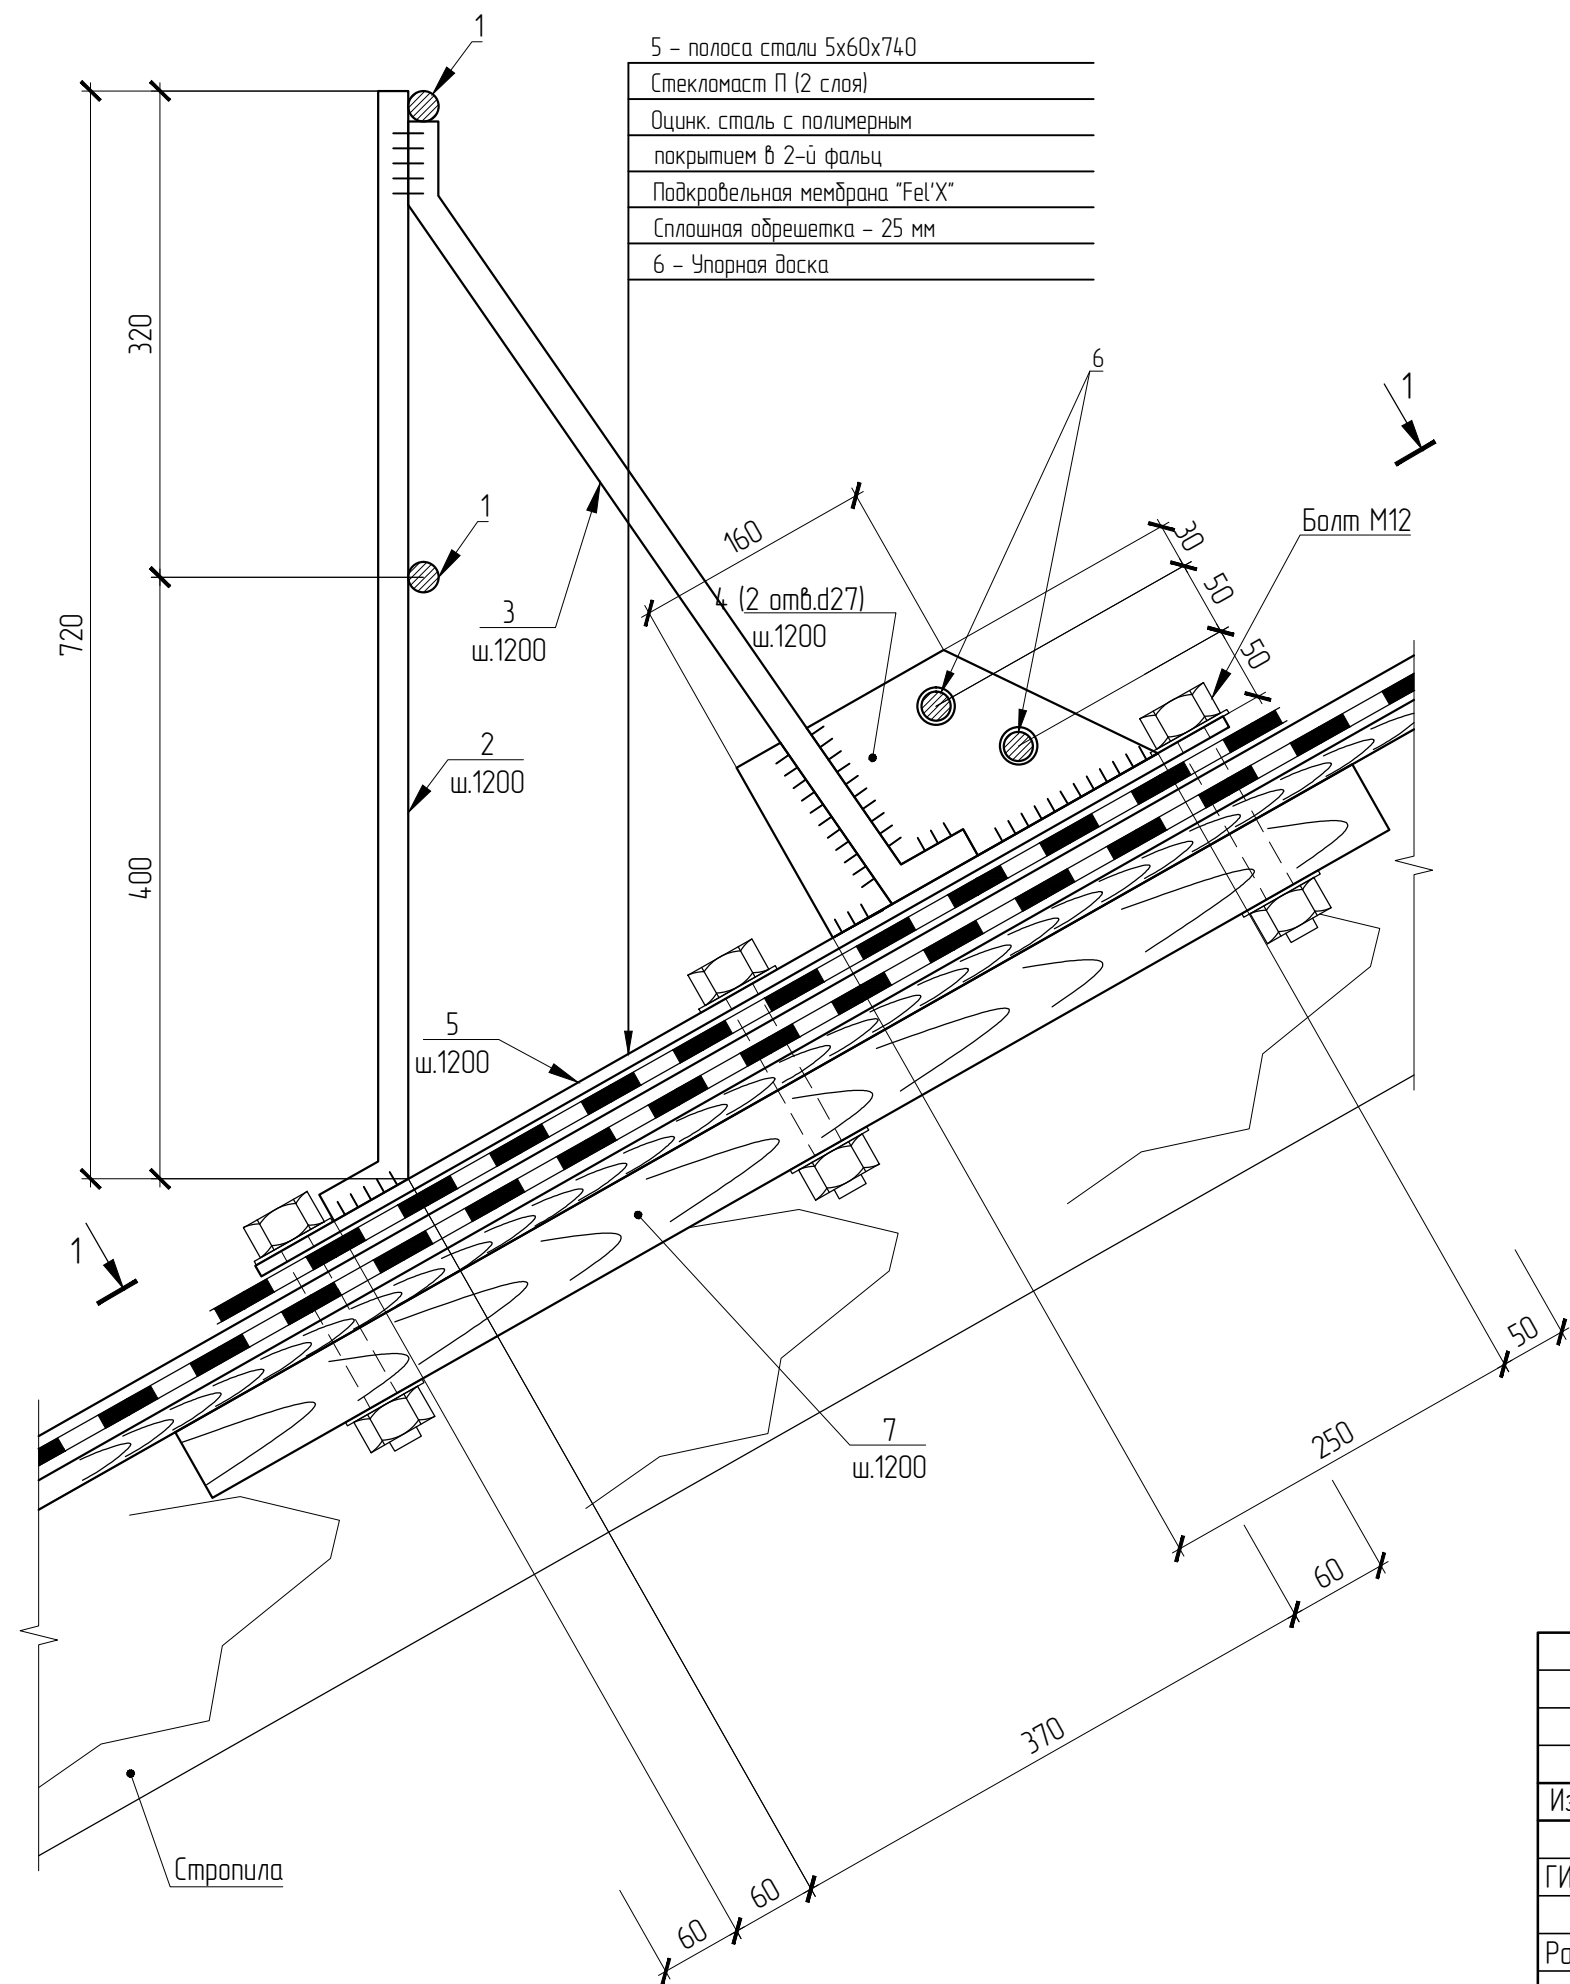 1
5 – полоса стали 5х60х740
Стекломаст П (2 слоя)
Оцинк. сталь с полимерным
покрытием в 2-й фальц
Подкровельная мембрана "Fel'X"
Сплошная обрешетка – 25 мм
6 – Упорная доска
320
720
400
6
1
1
160
30
50
50
Болт М12
4 (2 отв.d27)
ш.1200
3
ш.1200
2
ш.1200
5
ш.1200
1
7
ш.1200
50
250
60
370
60
60
Стропила
Из
ГИ
Ра